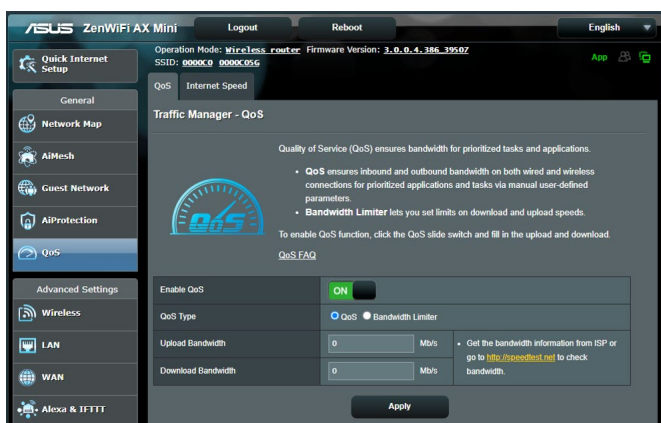 ASUS ZenWiFi AX Mini
Logout
Reboot
English
Quick Internet
Setup
General
Network Map
AiMesh
Guest Network
AiProtection
QoS
Advanced Settings
Wireless
LAN
WAN
Alexa & IFTTT
Operation Mode: Wireless router Firmware Version: 3.0.0.4.386_39507
SSID: 0000C0 0000C05G
App
QoS Internet Speed
Traffic Manager - QoS
QoS
Quality of Service (QoS) ensures bandwidth for prioritized tasks and applications.
• QoS ensures inbound and outbound bandwidth on both wired and wireless
connections for prioritized applications and tasks via manual user-defined
parameters.
• Bandwidth Limiter lets you set limits on download and upload speeds.
To enable QoS function, click the QoS slide switch and fill in the upload and download.
QoS FAQ
Enable QoS ON
QoS Type QoS Bandwidth Limiter
Upload Bandwidth 0 Mb/s
Download Bandwidth 0 Mb/s
• Get the bandwidth information from ISP or
go to http://speedtest.net to check
bandwidth.
Apply